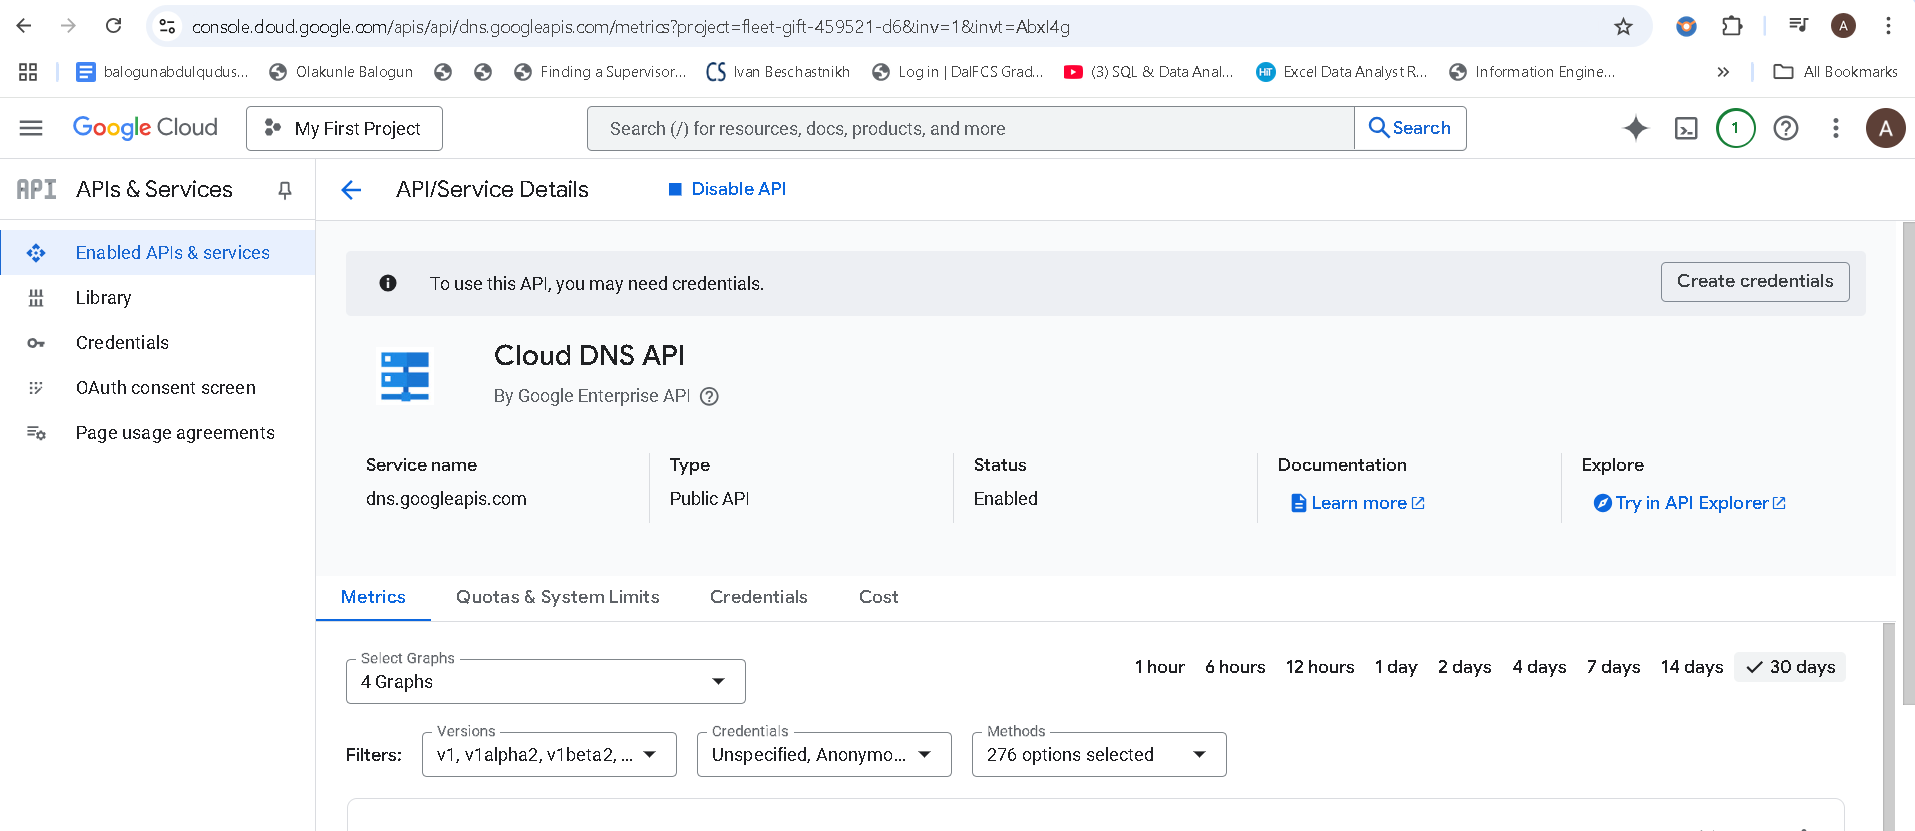 console.cloud.google.com/apis/api/dns.googleapis.com/metrics?project=fleet-gift-459521-d6&inv=1&invt=AbxI4g
A
balogunabdulqudus... Olakunle Balogun Finding a Supervisor... CS Ivan Beschastnikh Log in | DalFCS Grad... (3) SQL & Data Anal... HiT Excel Data Analyst R... Information Engine... » All Bookmarks
Google Cloud My First Project Search (/) for resources, docs, products, and more Search 1 A
API APIs & Services
API/Service Details Disable API
Enabled APIs & services
Library
Credentials
OAuth consent screen
Page usage agreements
To use this API, you may need credentials. Create credentials
Cloud DNS API
By Google Enterprise API
Service name Type Status Documentation Explore
dns.googleapis.com Public API Enabled Learn more Try in API Explorer
Metrics Quotas & System Limits Credentials Cost
Select Graphs
4 Graphs
1 hour 6 hours 12 hours 1 day 2 days 4 days 7 days 14 days 30 days
Versions Credentials Methods
Filters: v1, v1alpha2, v1beta2, ... Unspecified, Anonymo... 276 options selected